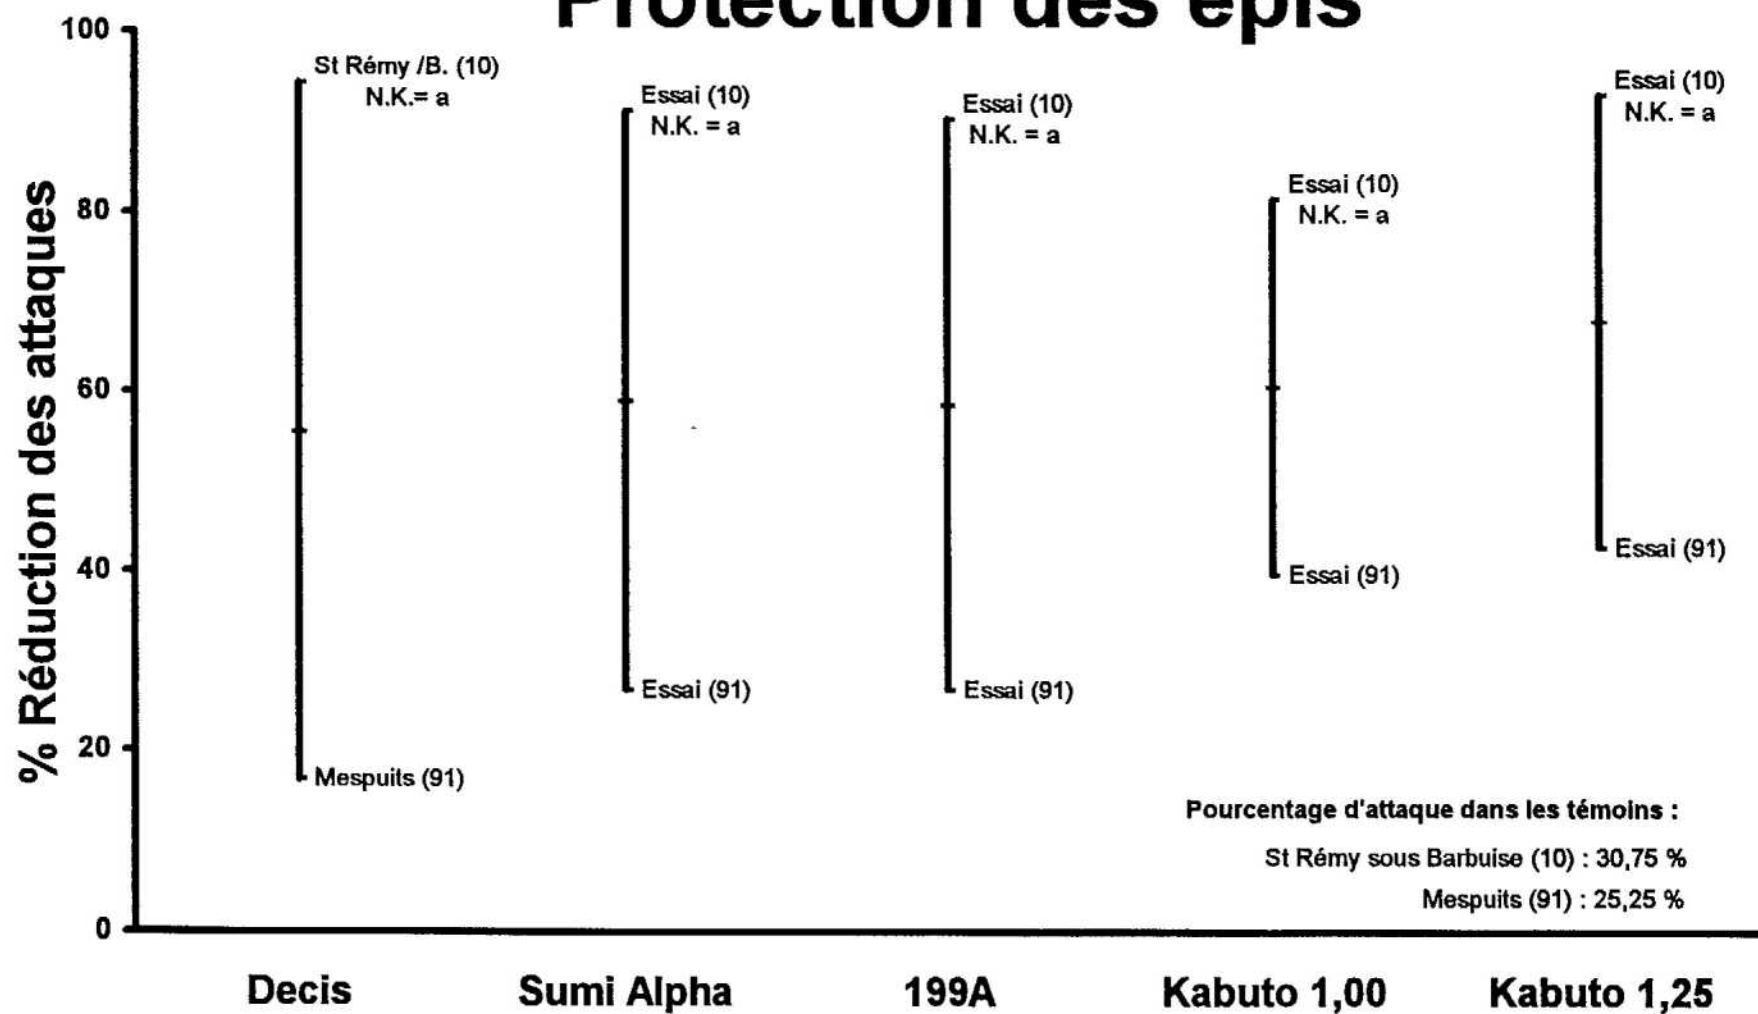 Protection des épis
% Réduction des attaques
100
80
60
40
20
0
St Rémy /B. (10)
N.K.= a
Mespuits (91)
Essai (10)
N.K. = a
Essai (91)
Essai (10)
N.K. = a
Essai (91)
Essai (10)
N.K. = a
Essai (91)
Essai (10)
N.K. = a
Essai (91)
Pourcentage d'attaque dans les témoins :
St Rémy sous Barbuise (10) : 30,75 %
Mespuits (91) : 25,25 %
Decis
Sumi Alpha
199A
Kabuto 1,00
Kabuto 1,25